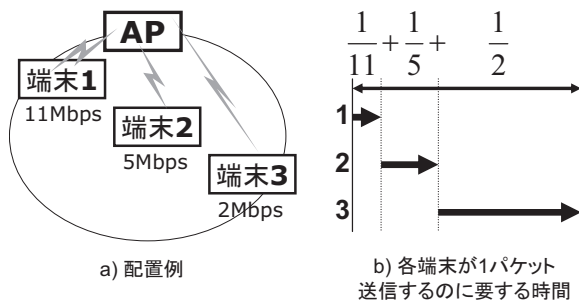 AP
端末1
11Mbps
端末2
5Mbps
端末3
2Mbps
a) 配置例
1/11 + 1/5 + 1/2
1
2
3
b) 各端末が1パケット
送信するのに要する時間